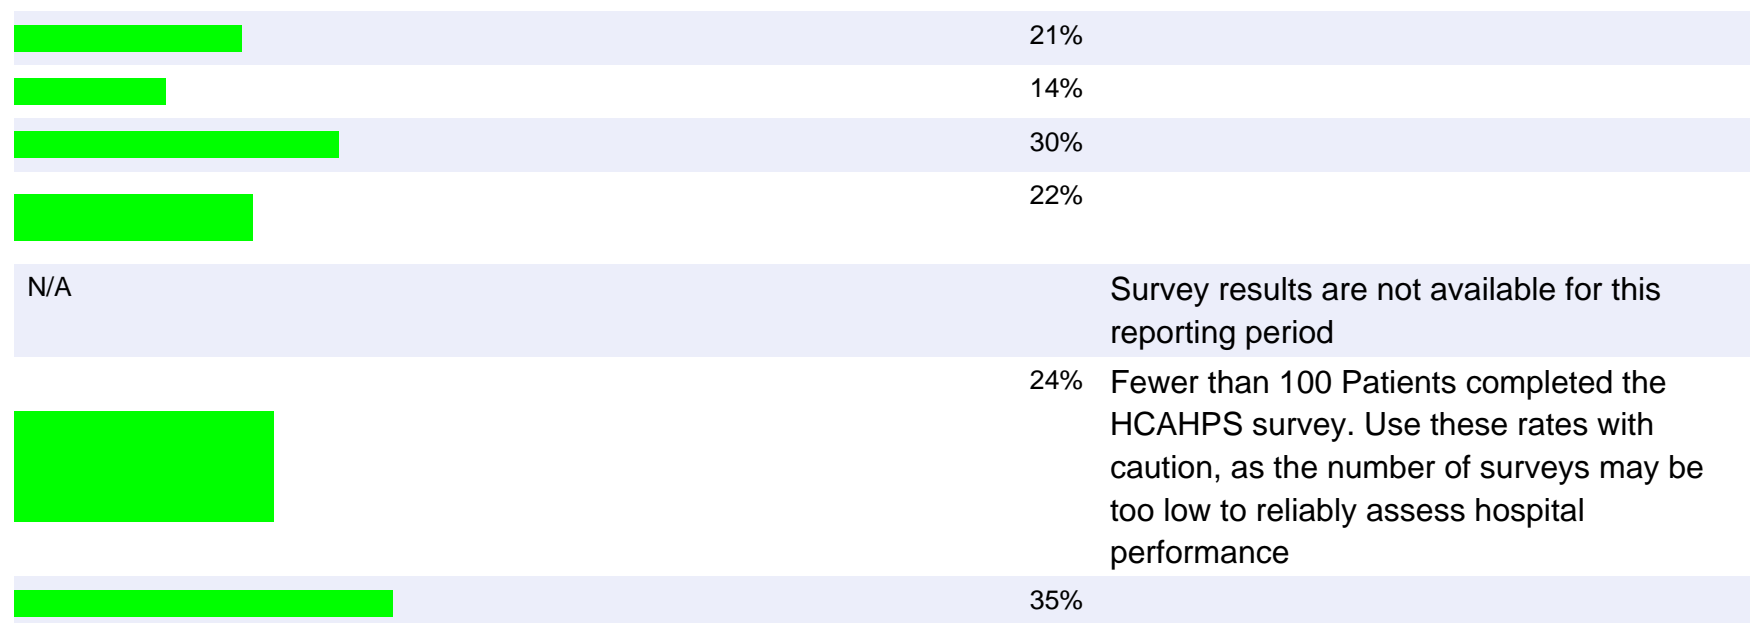 21%
14%
30%
22%
N/A
Survey results are not available for this
reporting period
24%
Fewer than 100 Patients completed the
HCAHPS survey. Use these rates with
caution, as the number of surveys may be
too low to reliably assess hospital
performance
35%